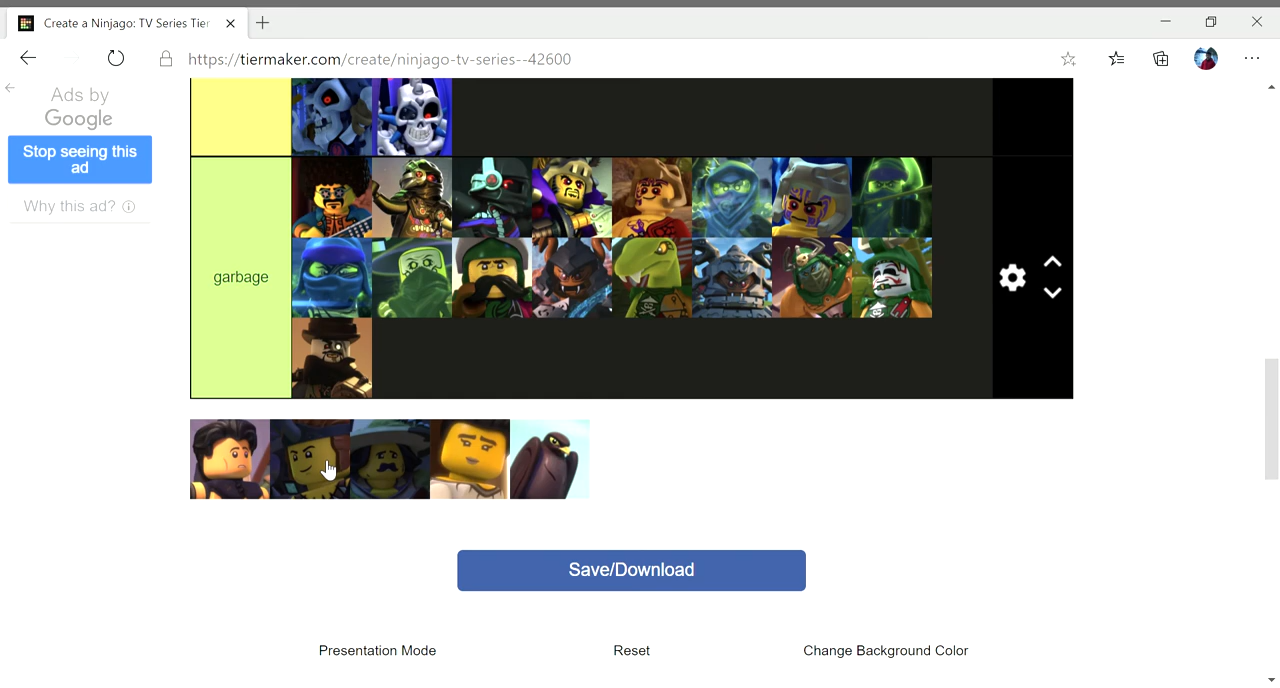 Create a Ninjago: TV Series Tier
https://tiermaker.com/create/ninjago-tv-series--42600
Ads by
Google
Stop seeing this
ad
Why this ad?
garbage
Save/Download
Presentation Mode
Reset
Change Background Color